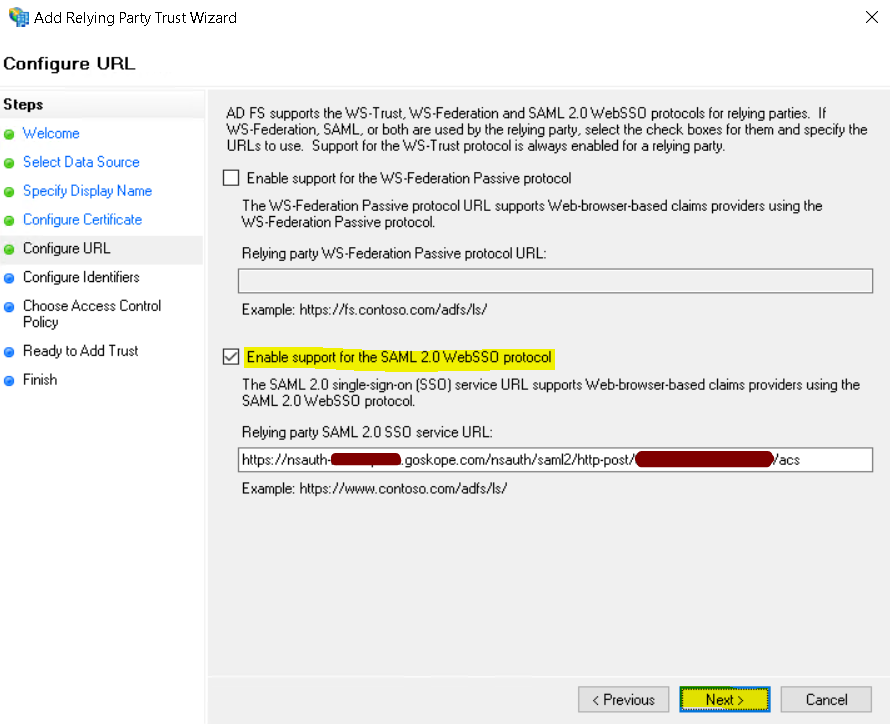 Add Relying Party Trust Wizard
Configure URL
Steps
Welcome
Select Data Source
Specify Display Name
Configure Certificate
Configure URL
Configure Identifiers
Choose Access Control
Policy
Ready to Add Trust
Finish
AD FS supports the WS-Trust, WS-Federation and SAML 2.0 WebSSO protocols for relying parties. If
WS-Federation, SAML, or both are used by the relying party, select the check boxes for them and specify the
URLs to use. Support for the WS-Trust protocol is always enabled for a relying party.
Enable support for the WS-Federation Passive protocol
The WS-Federation Passive protocol URL supports Web-browser-based claims providers using the
WS-Federation Passive protocol.
Relying party WS-Federation Passive protocol URL:
Example: https://fs.contoso.com/adfs/ls/
Enable support for the SAML 2.0 WebSSO protocol
The SAML 2.0 single-sign-on (SSO) service URL supports Web-browser-based claims providers using the
SAML 2.0 WebSSO protocol.
Relying party SAML 2.0 SSO service URL:
https://nsauth- .goskope.com/nsauth/saml2/http-post/ /acs
Example: https://www.contoso.com/adfs/ls/
< Previous Next > Cancel